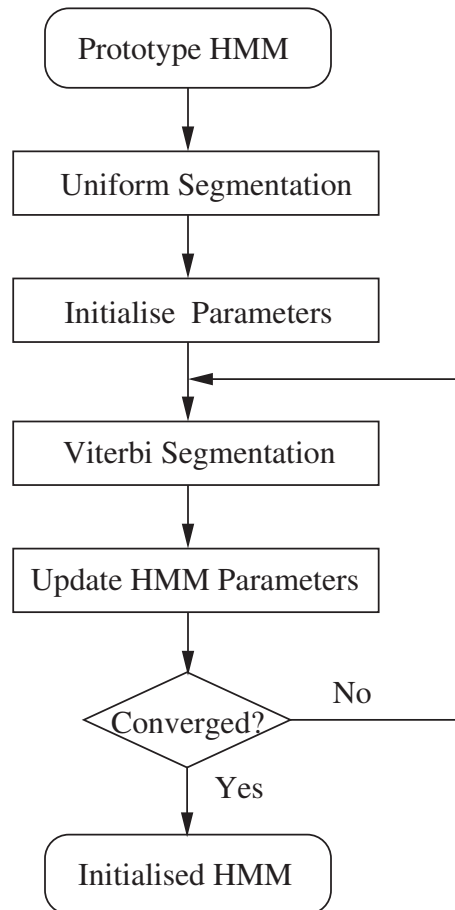 Prototype HMM
Uniform Segmentation
Initialise Parameters
Viterbi Segmentation
Update HMM Parameters
Converged?
No
Yes
Initialised HMM